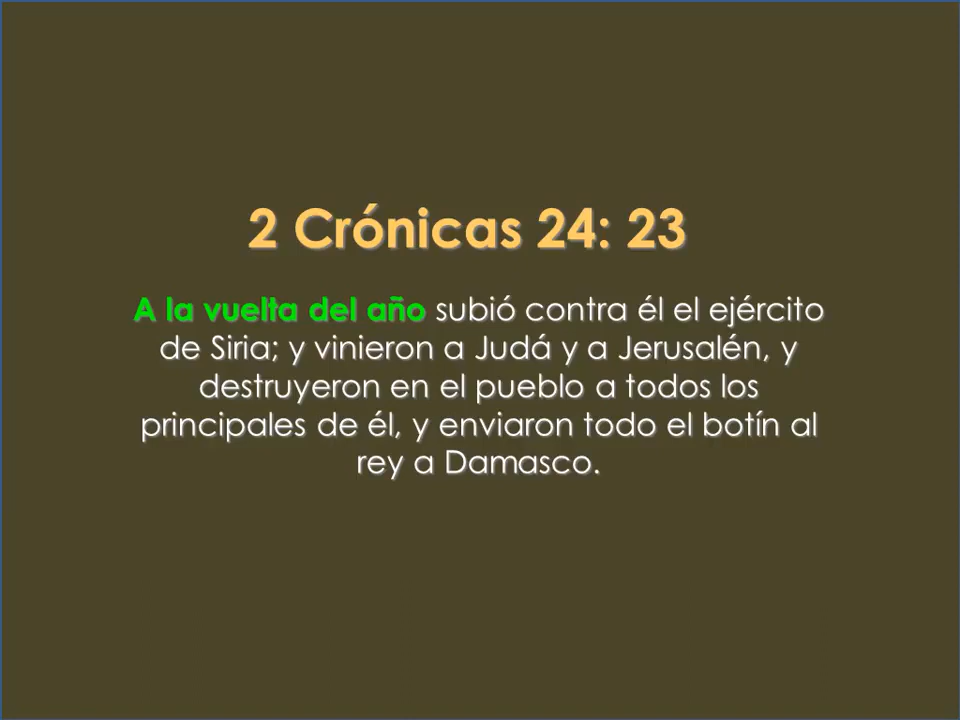 2 Crónicas 24: 23
A la vuelta del año subió contra él el ejército
de Siria; y vinieron a Judá y a Jerusalén, y
destruyeron en el pueblo a todos los
principales de él, y enviaron todo el botín al
rey a Damasco.